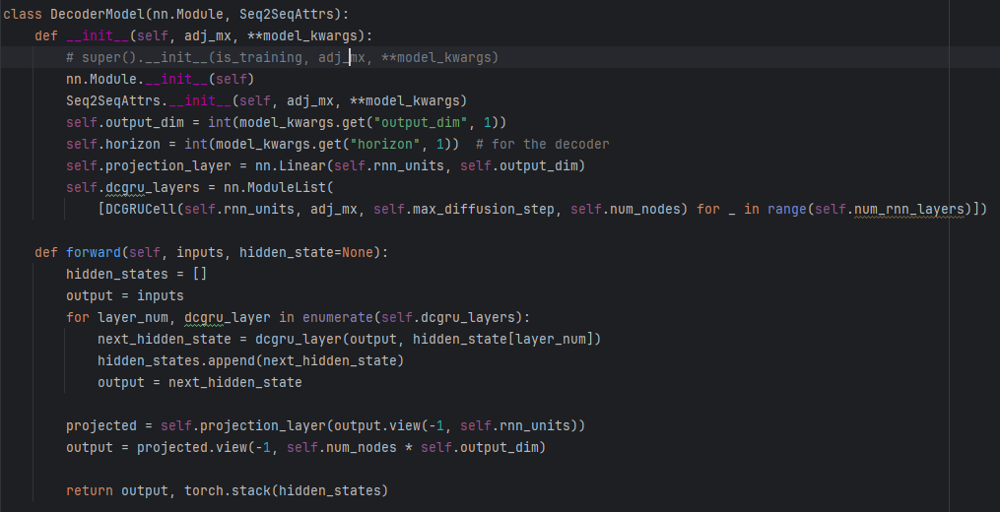 class DecoderModel(nn.Module, Seq2SeqAttrs):
    def __init__(self, adj_mx, **model_kwargs):
        # super().__init__(is_training, adj_mx, **model_kwargs)
        nn.Module.__init__(self)
        Seq2SeqAttrs.__init__(self, adj_mx, **model_kwargs)
        self.output_dim = int(model_kwargs.get("output_dim", 1))
        self.horizon = int(model_kwargs.get("horizon", 1))  # for the decoder
        self.projection_layer = nn.Linear(self.rnn_units, self.output_dim)
        self.dcgru_layers = nn.ModuleList(
            [DCGRUCell(self.rnn_units, adj_mx, self.max_diffusion_step, self.num_nodes) for _ in range(self.num_rnn_layers)])

    def forward(self, inputs, hidden_state=None):
        hidden_states = []
        output = inputs
        for layer_num, dcgru_layer in enumerate(self.dcgru_layers):
            next_hidden_state = dcgru_layer(output, hidden_state[layer_num])
            hidden_states.append(next_hidden_state)
            output = next_hidden_state

        projected = self.projection_layer(output.view(-1, self.rnn_units))
        output = projected.view(-1, self.num_nodes * self.output_dim)

        return output, torch.stack(hidden_states)